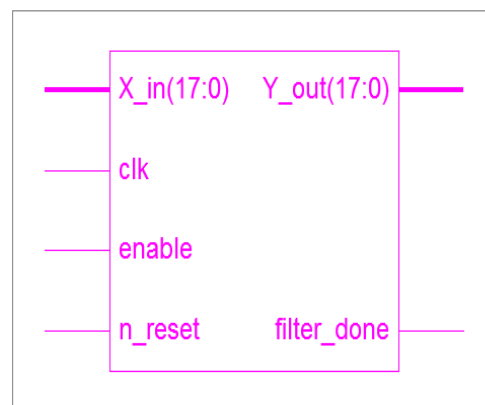 X_in(17:0) Y_out(17:0)
clk
enable
n_reset filter_done